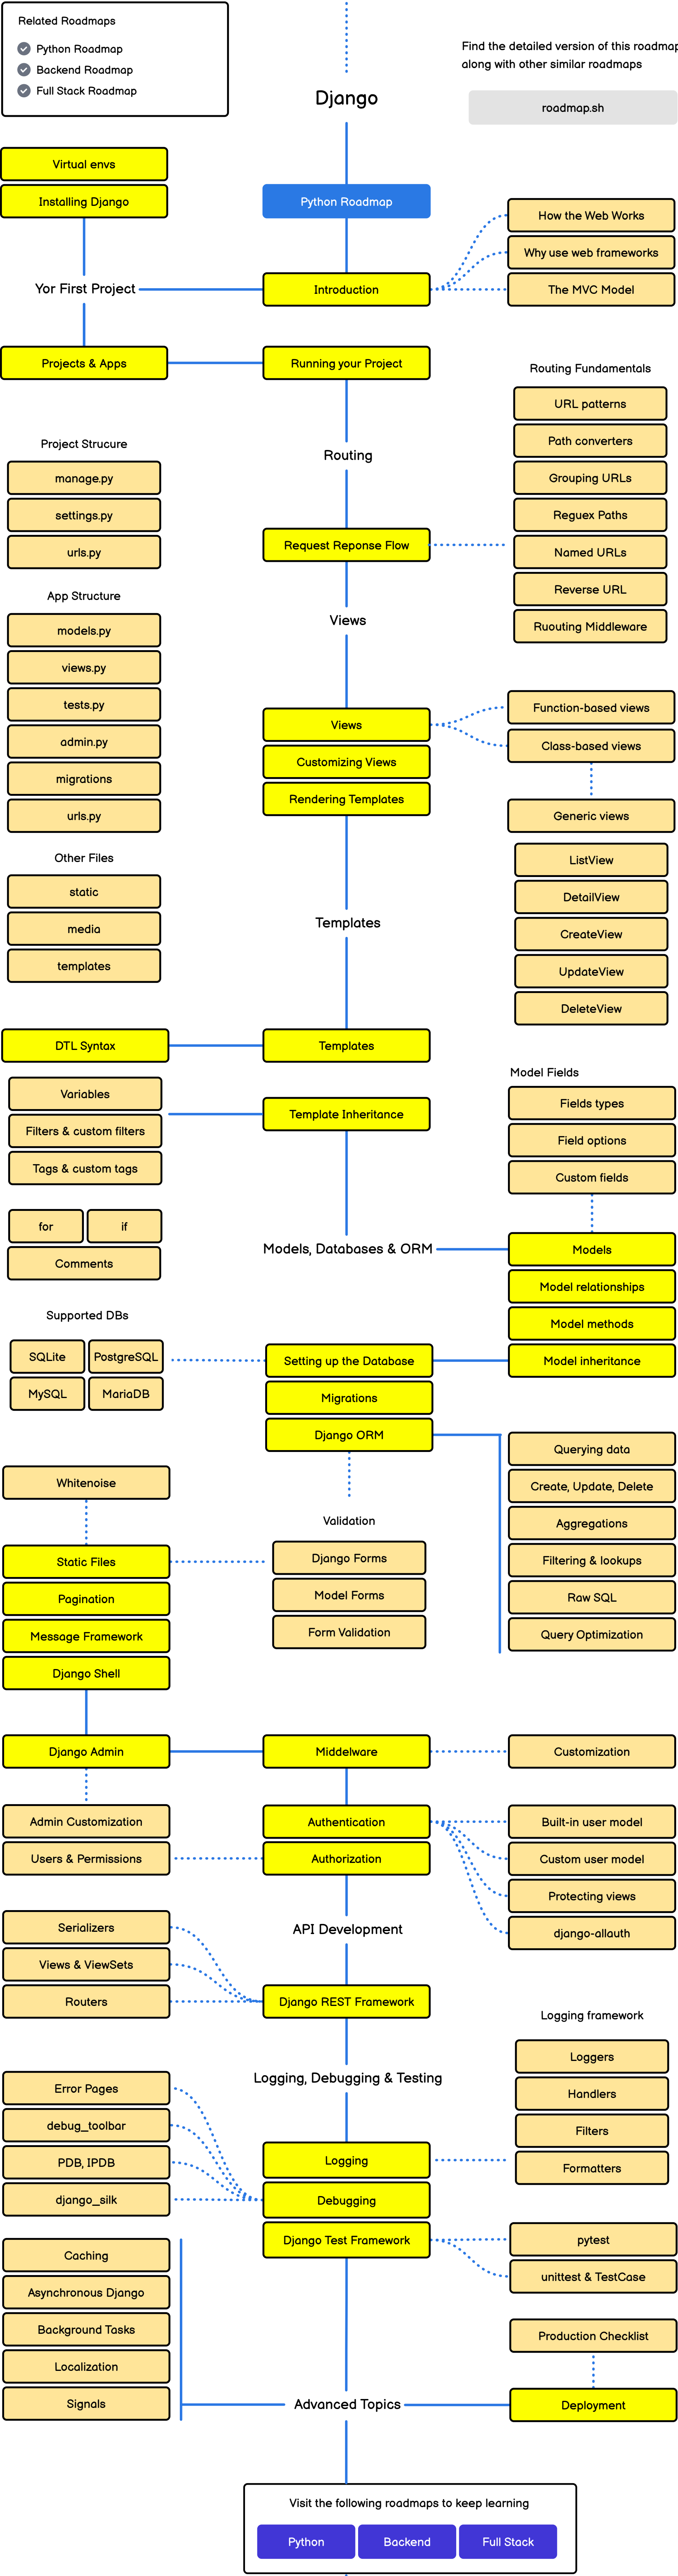 Related Roadmaps
Python Roadmap
Backend Roadmap
Full Stack Roadmap
Django
Find the detailed version of this roadmap
along with other similar roadmaps
roadmap.sh
Virtual envs
Installing Django
Python Roadmap
How the Web Works
Why use web frameworks
The MVC Model
Yor First Project
Introduction
Projects & Apps
Running your Project
Routing Fundamentals
URL patterns
Path converters
Grouping URLs
Reguex Paths
Named URLs
Reverse URL
Ruouting Middleware
Routing
Project Strucure
manage.py
settings.py
urls.py
Request Reponse Flow
App Structure
models.py
views.py
tests.py
admin.py
migrations
urls.py
Views
Views
Customizing Views
Rendering Templates
Function-based views
Class-based views
Generic views
ListView
DetailView
CreateView
UpdateView
DeleteView
Other Files
static
media
templates
Templates
DTL Syntax
Templates
Variables
Filters & custom filters
Tags & custom tags
Template Inheritance
for
if
Comments
Model Fields
Fields types
Field options
Custom fields
Models, Databases & ORM
Models
Model relationships
Model methods
Model inheritance
Supported DBs
SQLite
PostgreSQL
MySQL
MariaDB
Setting up the Database
Migrations
Django ORM
Querying data
Create, Update, Delete
Aggregations
Filtering & lookups
Raw SQL
Query Optimization
Whitenoise
Static Files
Pagination
Message Framework
Django Shell
Validation
Django Forms
Model Forms
Form Validation
Django Admin
Middelware
Customization
Admin Customization
Users & Permissions
Authentication
Authorization
Built-in user model
Custom user model
Protecting views
django-allauth
API Development
Serializers
Views & ViewSets
Routers
Django REST Framework
Logging framework
Loggers
Handlers
Filters
Formatters
Logging, Debugging & Testing
Error Pages
debug_toolbar
PDB, IPDB
django_silk
Logging
Debugging
Django Test Framework
pytest
unittest & TestCase
Caching
Asynchronous Django
Background Tasks
Localization
Signals
Production Checklist
Advanced Topics
Deployment
Visit the following roadmaps to keep learning
Python
Backend
Full Stack